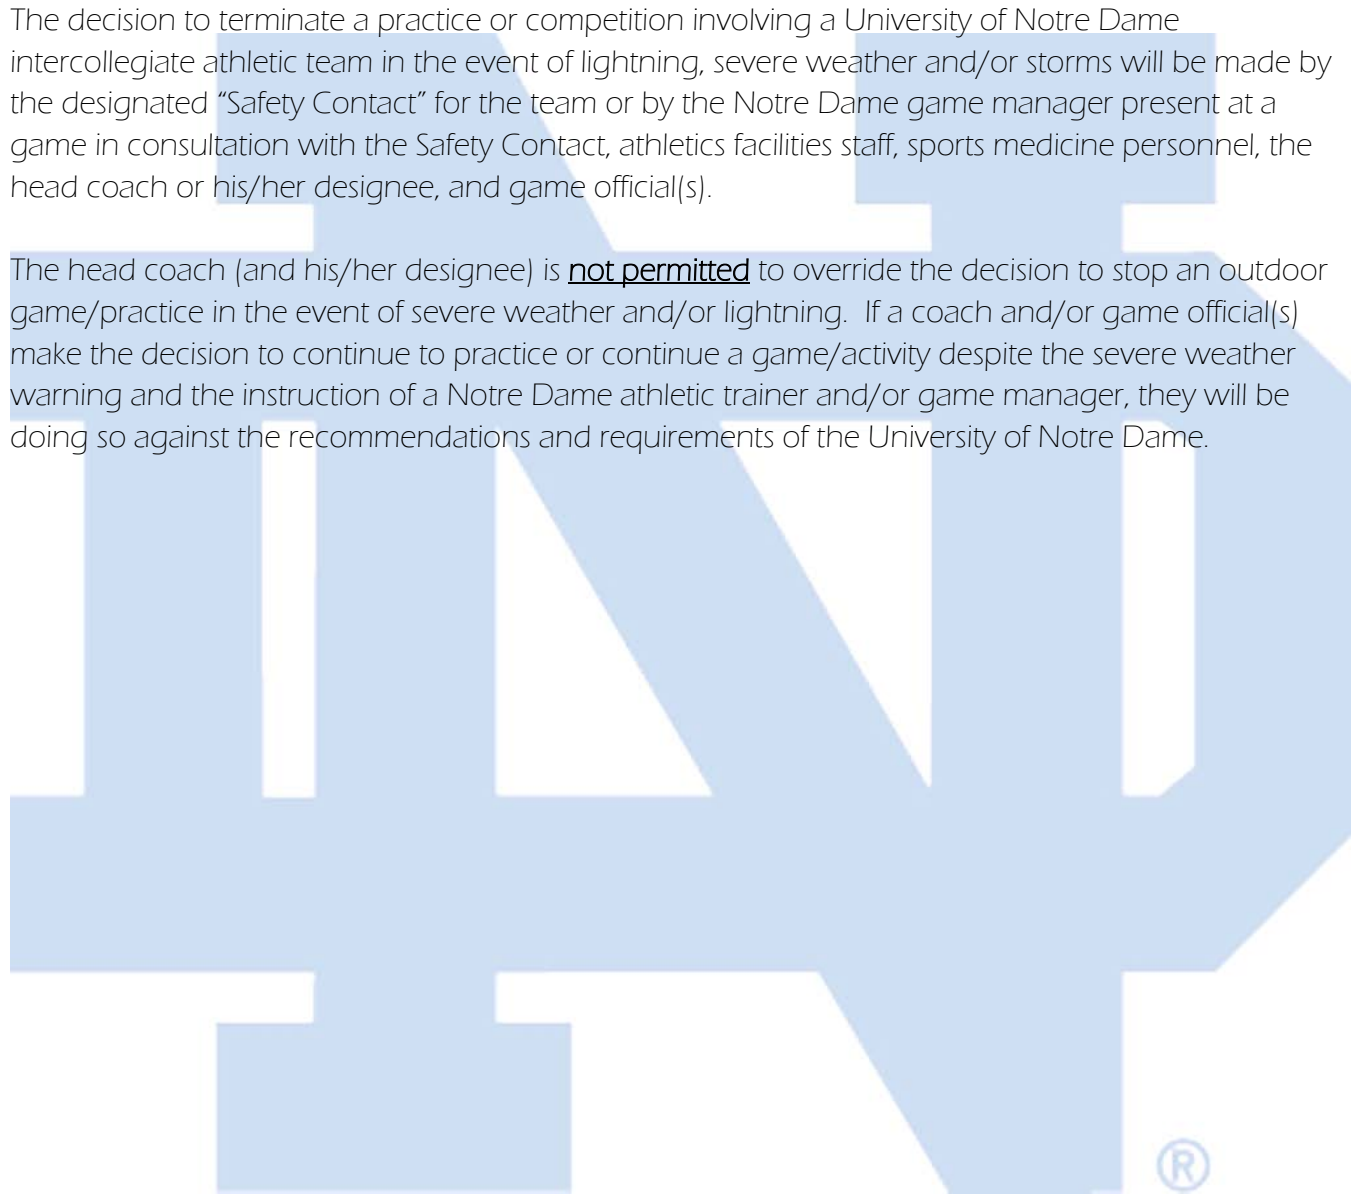 The decision to terminate a practice or competition involving a University of Notre Dame
intercollegiate athletic team in the event of lightning, severe weather and/or storms will be made by
the designated “Safety Contact” for the team or by the Notre Dame game manager present at a
game in consultation with the Safety Contact, athletics facilities staff, sports medicine personnel, the
head coach or his/her designee, and game official(s).
The head coach (and his/her designee) is not permitted to override the decision to stop an outdoor
game/practice in the event of severe weather and/or lightning.  If a coach and/or game official(s)
make the decision to continue to practice or continue a game/activity despite the severe weather
warning and the instruction of a Notre Dame athletic trainer and/or game manager, they will be
doing so against the recommendations and requirements of the University of Notre Dame.
ND
®